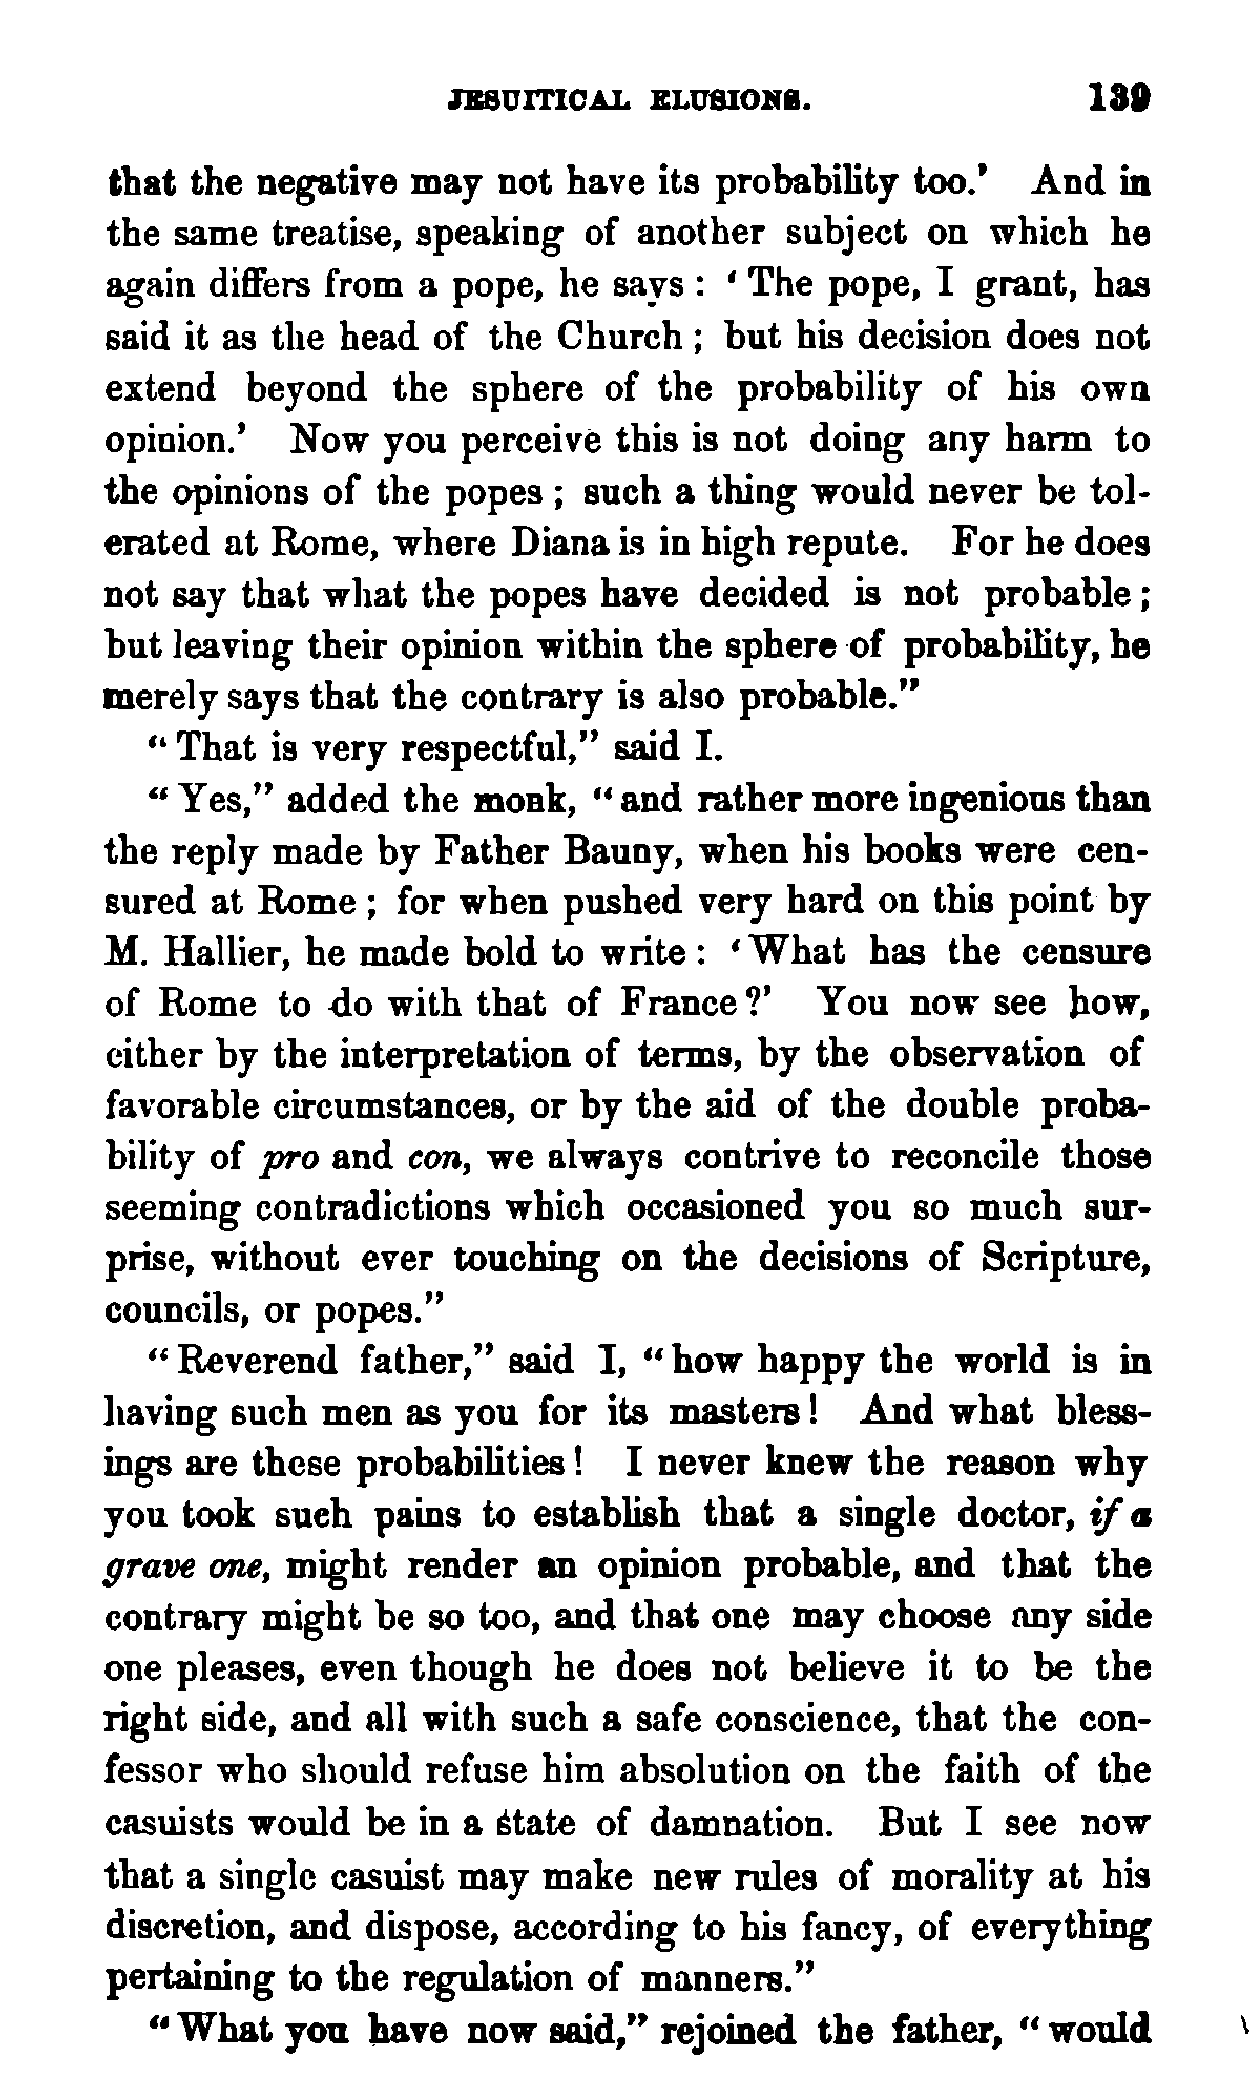 JESUITICAL ELUSIONS. 139
that the negative may not have its probability too.' And in
the same treatise, speaking of another subject on which he
again differs from a pope, he says : ' The pope, I grant, has
said it as the head of the Church ; but his decision does not
extend beyond the sphere of the probability of his own
opinion.' Now you perceive this is not doing any harm to
the opinions of the popes ; such a thing would never be tol-
erated at Rome, where Diana is in high repute. For he does
not say that what the popes have decided is not probable ;
but leaving their opinion within the sphere of probability, he
merely says that the contrary is also probable."
" That is very respectful," said I.
" Yes," added the monk, " and rather more ingenious than
the reply made by Father Bauny, when his books were cen-
sured at Rome ; for when pushed very hard on this point by
M. Hallier, he made bold to write : ' What has the censure
of Rome to do with that of France ?' You now see how,
either by the interpretation of terms, by the observation of
favorable circumstances, or by the aid of the double proba-
bility of pro and con, we always contrive to reconcile those
seeming contradictions which occasioned you so much sur-
prise, without ever touching on the decisions of Scripture,
councils, or popes."
" Reverend father," said I, " how happy the world is in
having such men as you for its masters ! And what bless-
ings are these probabilities ! I never knew the reason why
you took such pains to establish that a single doctor, if a
grave one, might render an opinion probable, and that the
contrary might be so too, and that one may choose any side
one pleases, even though he does not believe it to be the
right side, and all with such a safe conscience, that the con-
fessor who should refuse him absolution on the faith of the
casuists would be in a state of damnation. But I see now
that a single casuist may make new rules of morality at his
discretion, and dispose, according to his fancy, of everything
pertaining to the regulation of manners."
" What you have now said," rejoined the father, " would